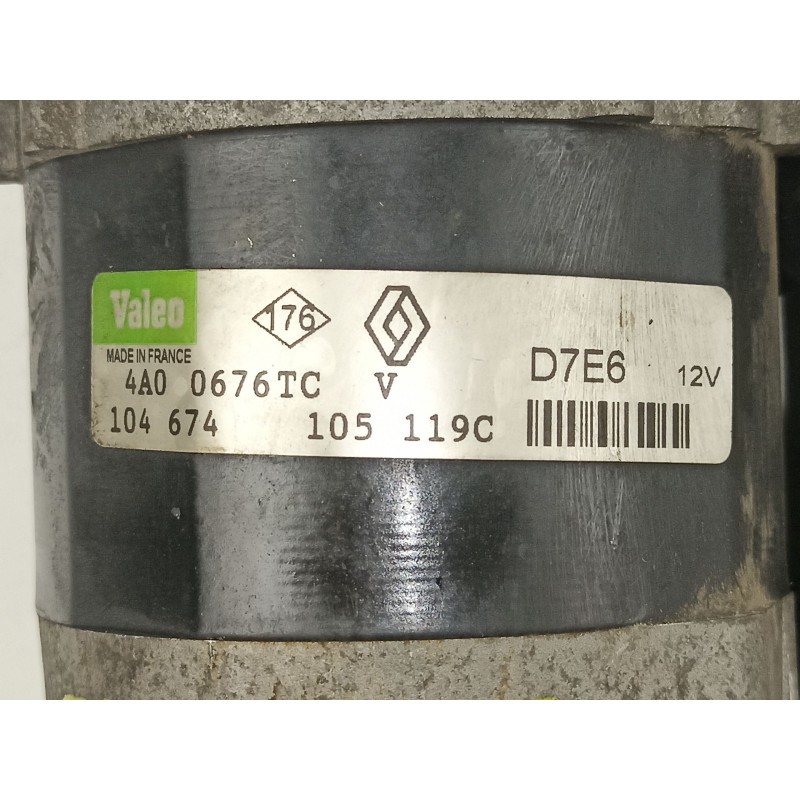 Valeo 176
MADE IN FRANCE D7E6 12V
4A0 0676TC V
104 674 105 119C